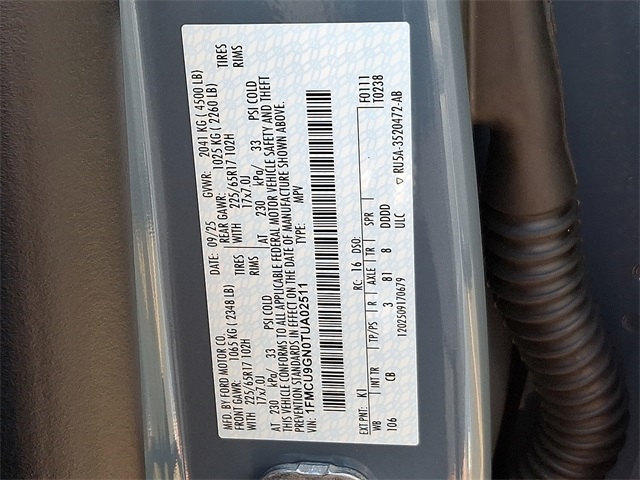 MFD. BY FORD MOTOR CO.
DATE: 09/25 GVWR: 2041 KG ( 4500 LB)
FRONT GAWR: 1065 KG ( 2348 LB) REAR GAWR: 1025 KG ( 2260 LB)
WITH 225/65R17 102H TIRES WITH 225/65R17 102H TIRES
17x7.0J RIMS 17x7.0J RIMS
AT 230 kPa/ 33 PSI COLD AT 230 kPa/ 33 PSI COLD
THIS VEHICLE CONFORMS TO ALL APPLICABLE FEDERAL MOTOR VEHICLE SAFETY AND THEFT
PREVENTION STANDARDS IN EFFECT ON THE DATE OF MANUFACTURE SHOWN ABOVE.
VIN: 1FMCU9GN0TUA02511 TYPE: MPV
EXT PNT: K1 RC: 16 DSO: F0111
T0238
WB INT TR TP/PS R AXLE TR SPR
106 CB 3 81 8 DDDD
1202509170679 ULC
RU5A-3520472-AB